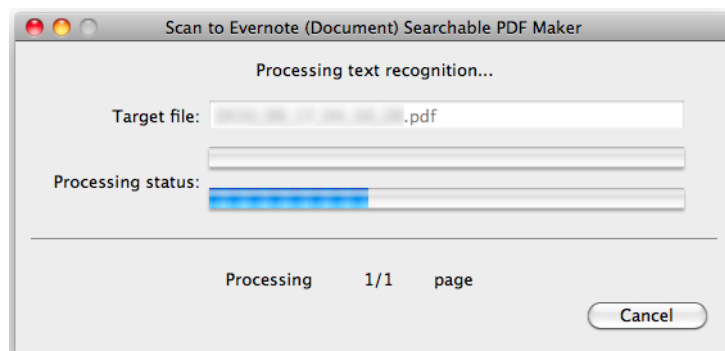 Scan to Evernote (Document) Searchable PDF Maker
Processing text recognition...
Target file: .pdf
Processing status:
Processing 1/1 page
Cancel